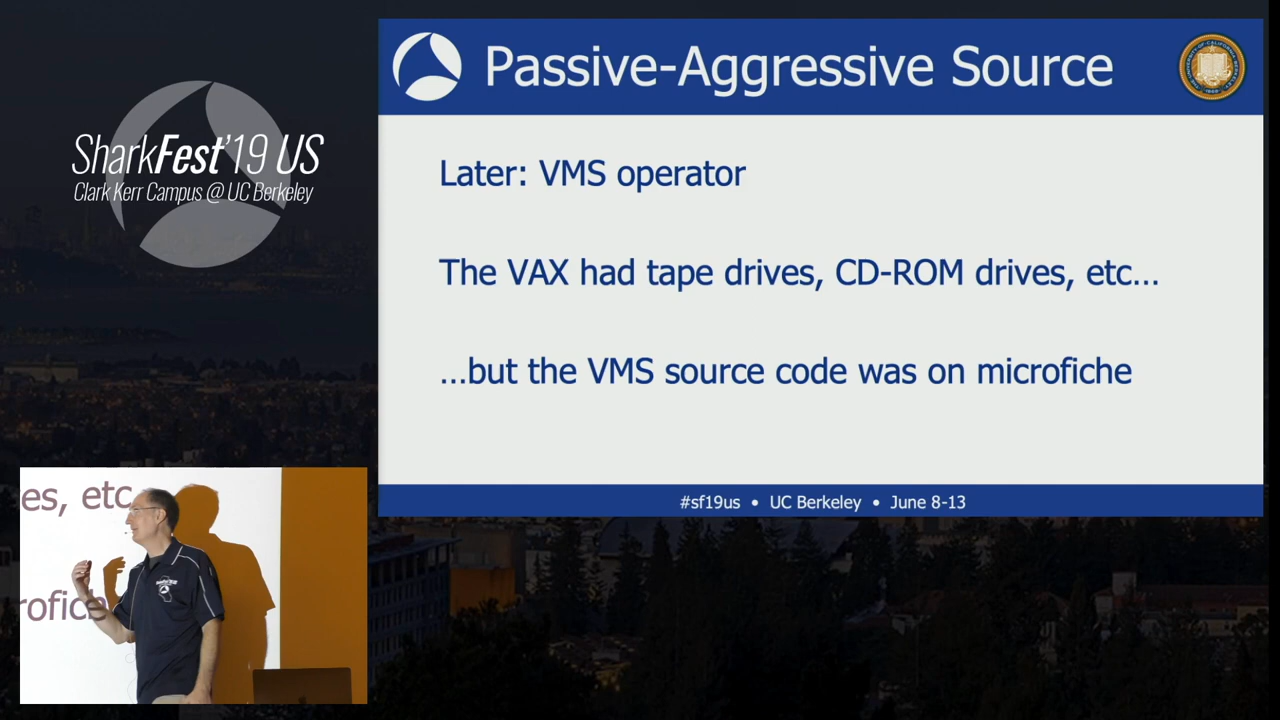 SharkFest'19 US
Clark Kerr Campus @ UC Berkeley
Passive-Aggressive Source
Later: VMS operator
The VAX had tape drives, CD-ROM drives, etc...
...but the VMS source code was on microfiche
#sf19us • UC Berkeley • June 8-13
es, etc
rofice